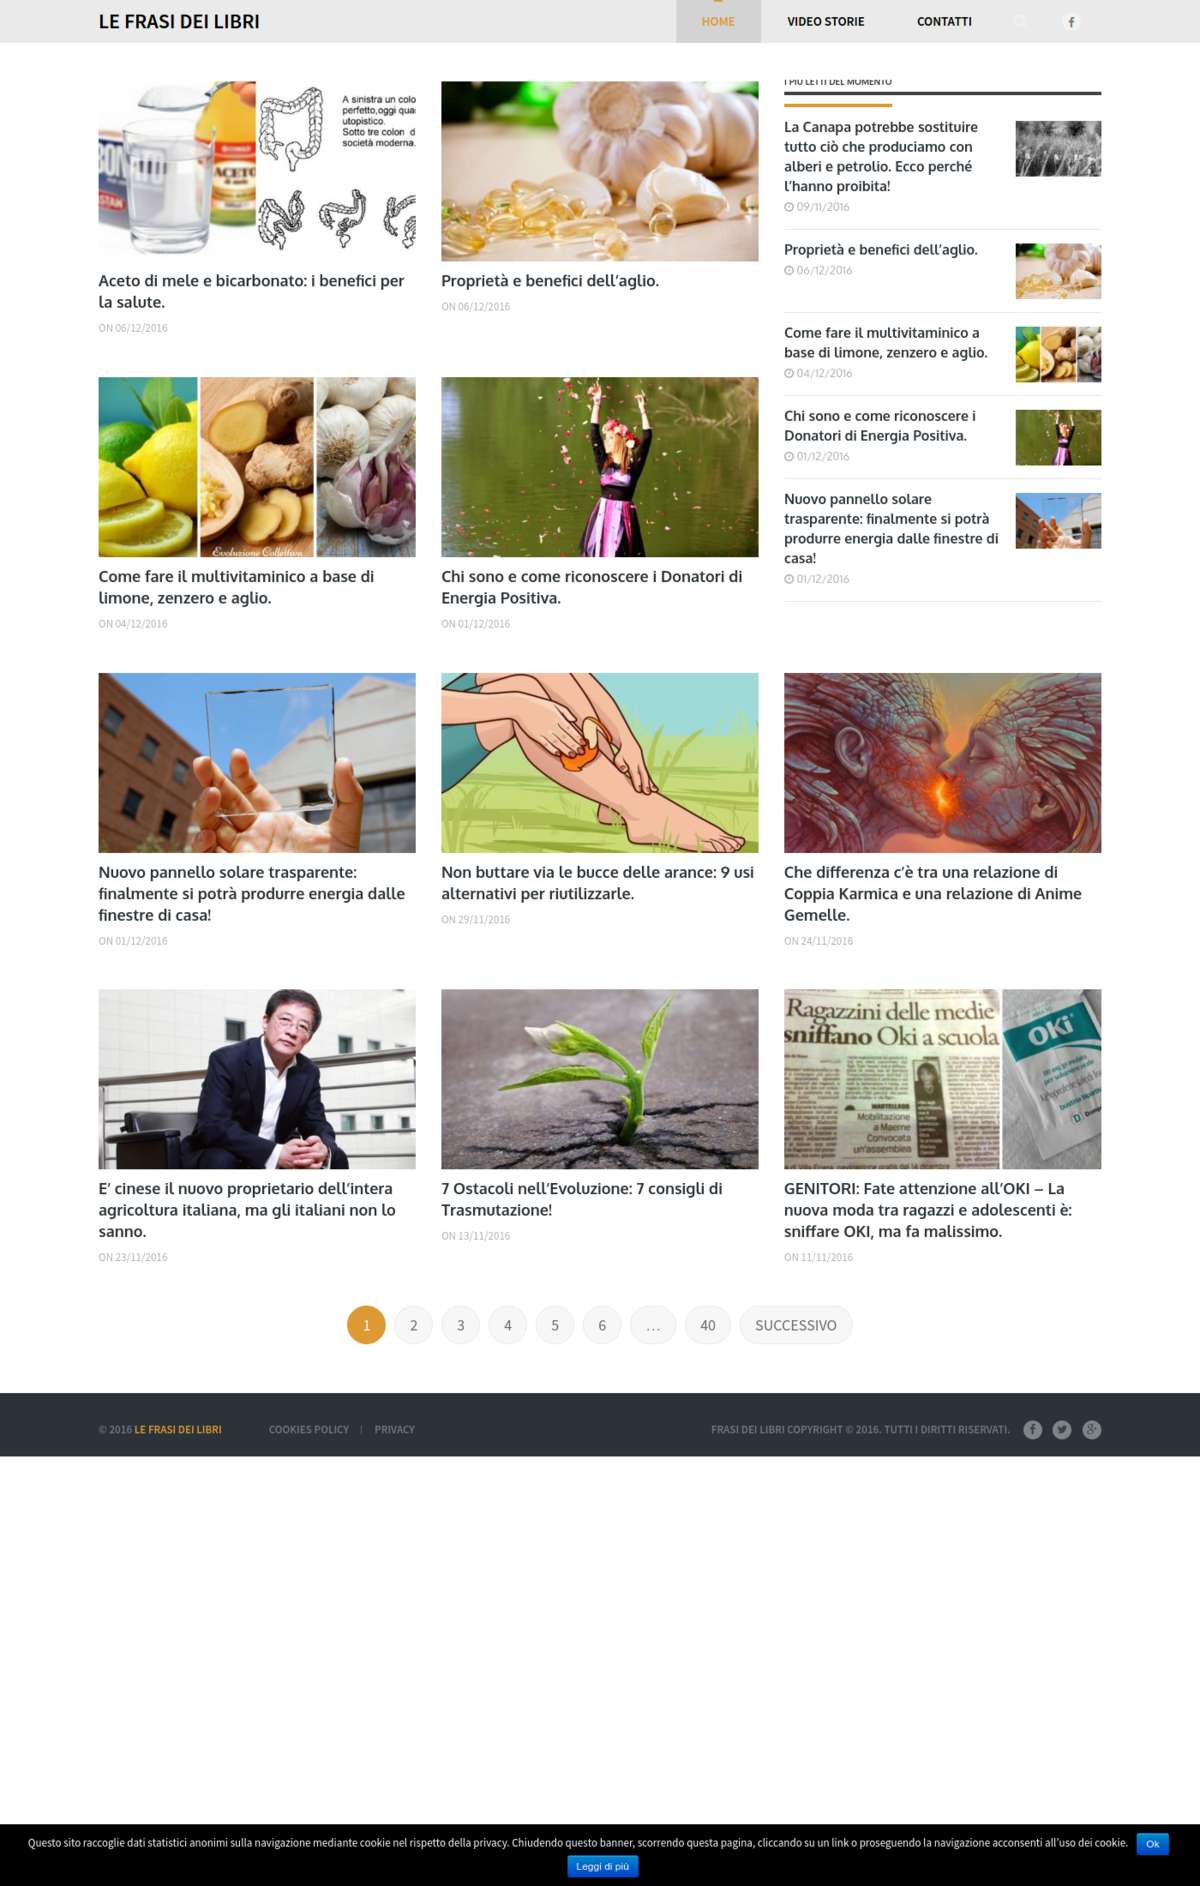 LE FRASI DEI LIBRI
HOME
VIDEO STORIE
CONTATTI
A sinistra un colo
perfetto,oggi qua
utopistico.
Sotto tre colon d
società moderna.
ACETO
Aceto di mele e bicarbonato: i benefici per
la salute.
ON 06/12/2016
Proprietà e benefici dell'aglio.
ON 06/12/2016
I PIÙ LETTI DEL MOMENTO
La Canapa potrebbe sostituire
tutto ciò che produciamo con
alberi e petrolio. Ecco perché
l'hanno proibita!
09/11/2016
Proprietà e benefici dell'aglio.
06/12/2016
Come fare il multivitaminico a
base di limone, zenzero e aglio.
04/12/2016
Chi sono e come riconoscere i
Donatori di Energia Positiva.
01/12/2016
Nuovo pannello solare
trasparente: finalmente si potrà
produrre energia dalle finestre di
casa!
01/12/2016
Evoluzione Collettiva
Come fare il multivitaminico a base di
limone, zenzero e aglio.
ON 04/12/2016
Chi sono e come riconoscere i Donatori di
Energia Positiva.
ON 01/12/2016
Nuovo pannello solare trasparente:
finalmente si potrà produrre energia dalle
finestre di casa!
ON 01/12/2016
Non buttare via le bucce delle arance: 9 usi
alternativi per riutilizzarle.
ON 29/11/2016
Che differenza c'è tra una relazione di
Coppia Karmica e una relazione di Anime
Gemelle.
ON 24/11/2016
E' cinese il nuovo proprietario dell'intera
agricoltura italiana, ma gli italiani non lo
sanno.
ON 23/11/2016
7 Ostacoli nell'Evoluzione: 7 consigli di
Trasmutazione!
ON 13/11/2016
Ragazzini delle medie
sniffano Oki a scuola
MARTELLAGO
Mobilitazione
a Maerne
Convocata
un'assemblea
OKi
GENITORI: Fate attenzione all'OKI – La
nuova moda tra ragazzi e adolescenti è:
sniffare OKI, ma fa malissimo.
ON 11/11/2016
1 2 3 4 5 6 … 40 SUCCESSIVO
© 2016 LE FRASI DEI LIBRI
COOKIES POLICY | PRIVACY
FRASI DEI LIBRI COPYRIGHT © 2016. TUTTI I DIRITTI RISERVATI.
Questo sito raccoglie dati statistici anonimi sulla navigazione mediante cookie nel rispetto della privacy. Chiudendo questo banner, scorrendo questa pagina, cliccando su un link o proseguendo la navigazione acconsenti all'uso dei cookie. Ok
Leggi di più